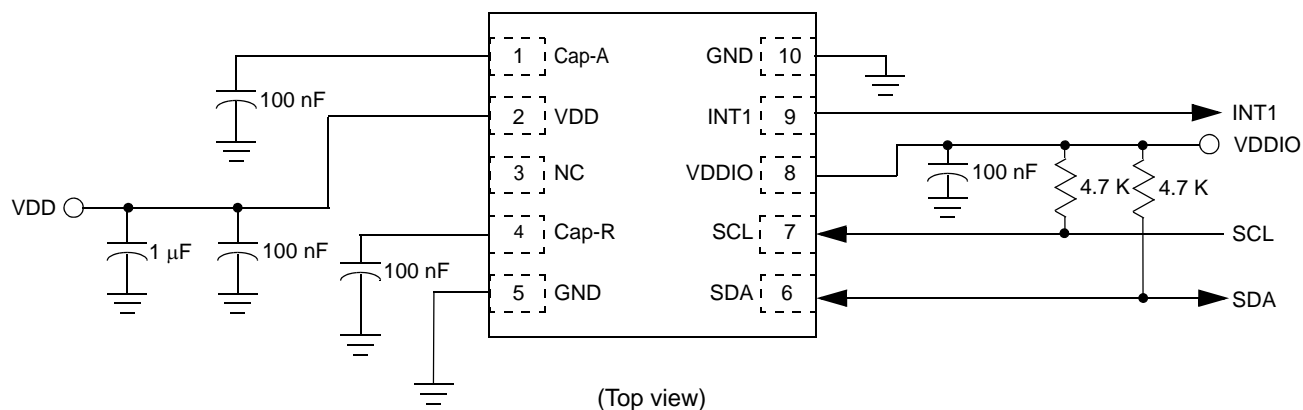 1 Cap-A
GND 10
100 nF
2 VDD
INT1 9
INT1
VDDIO
3 NC
VDDIO 8
100 nF
4.7 K
4.7 K
VDD
4 Cap-R
SCL 7
SCL
1 μF
100 nF
100 nF
5 GND
SDA 6
SDA
(Top view)